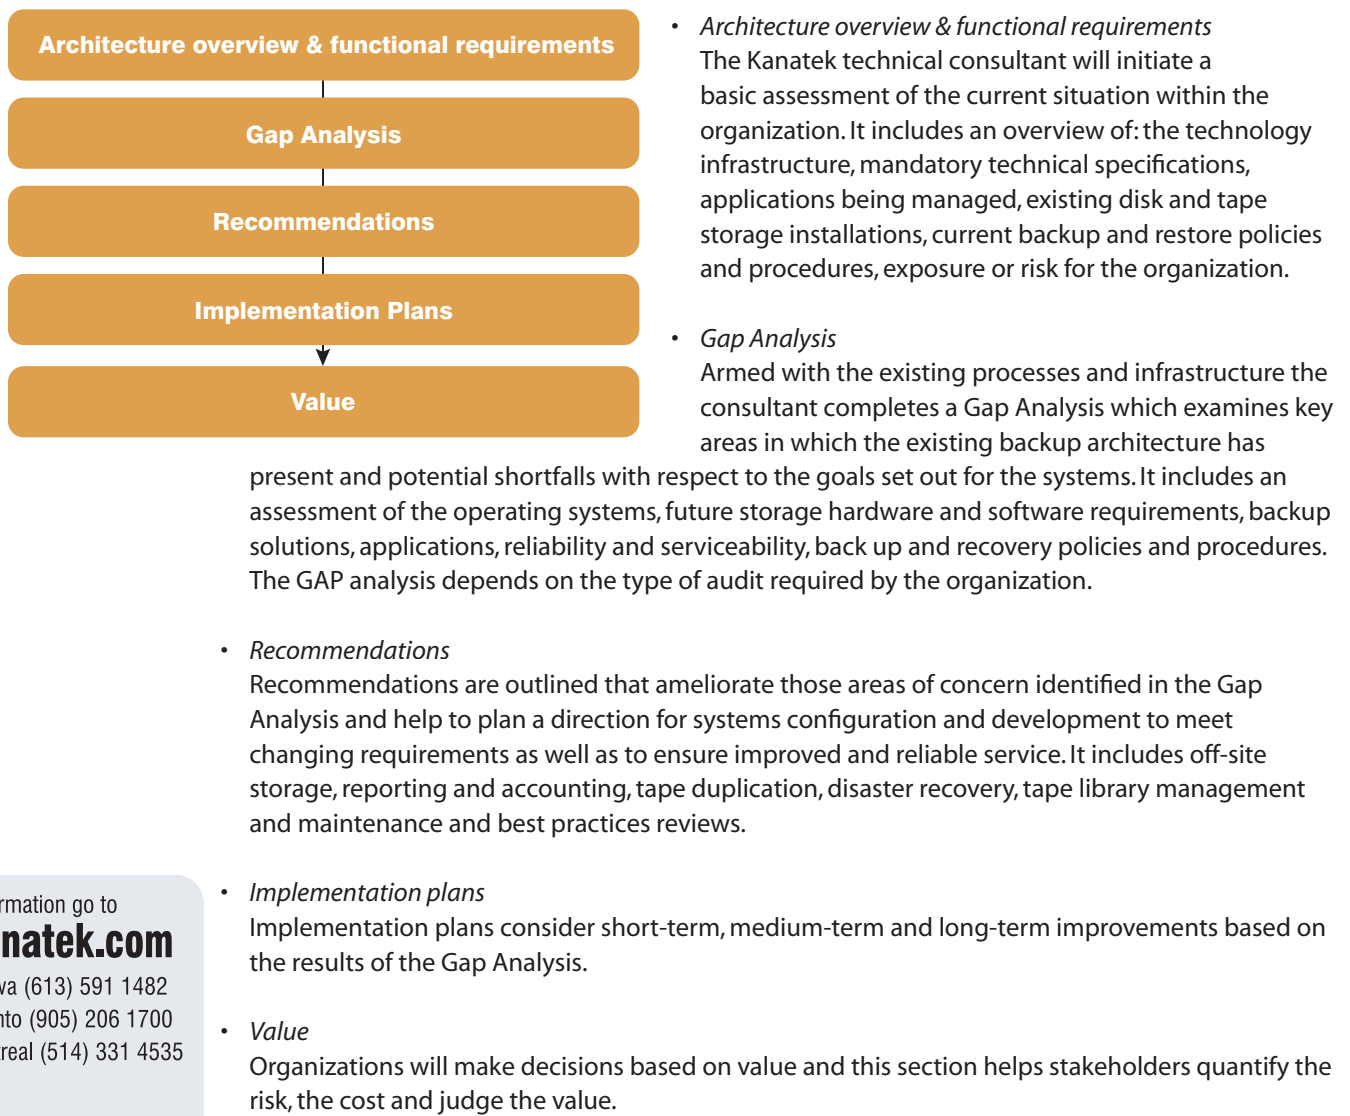 Architecture overview & functional requirements
Gap Analysis
Recommendations
Implementation Plans
Value
• Architecture overview & functional requirements
The Kanatek technical consultant will initiate a
basic assessment of the current situation within the
organization. It includes an overview of: the technology
infrastructure, mandatory technical specifications,
applications being managed, existing disk and tape
storage installations, current backup and restore policies
and procedures, exposure or risk for the organization.
• Gap Analysis
Armed with the existing processes and infrastructure the
consultant completes a Gap Analysis which examines key
areas in which the existing backup architecture has
present and potential shortfalls with respect to the goals set out for the systems. It includes an
assessment of the operating systems, future storage hardware and software requirements, backup
solutions, applications, reliability and serviceability, back up and recovery policies and procedures.
The GAP analysis depends on the type of audit required by the organization.
• Recommendations
Recommendations are outlined that ameliorate those areas of concern identified in the Gap
Analysis and help to plan a direction for systems configuration and development to meet
changing requirements as well as to ensure improved and reliable service. It includes off-site
storage, reporting and accounting, tape duplication, disaster recovery, tape library management
and maintenance and best practices reviews.
• Implementation plans
Implementation plans consider short-term, medium-term and long-term improvements based on
the results of the Gap Analysis.
• Value
Organizations will make decisions based on value and this section helps stakeholders quantify the
risk, the cost and judge the value.
rmation go to
natek.com
va (613) 591 1482
nto (905) 206 1700
treal (514) 331 4535